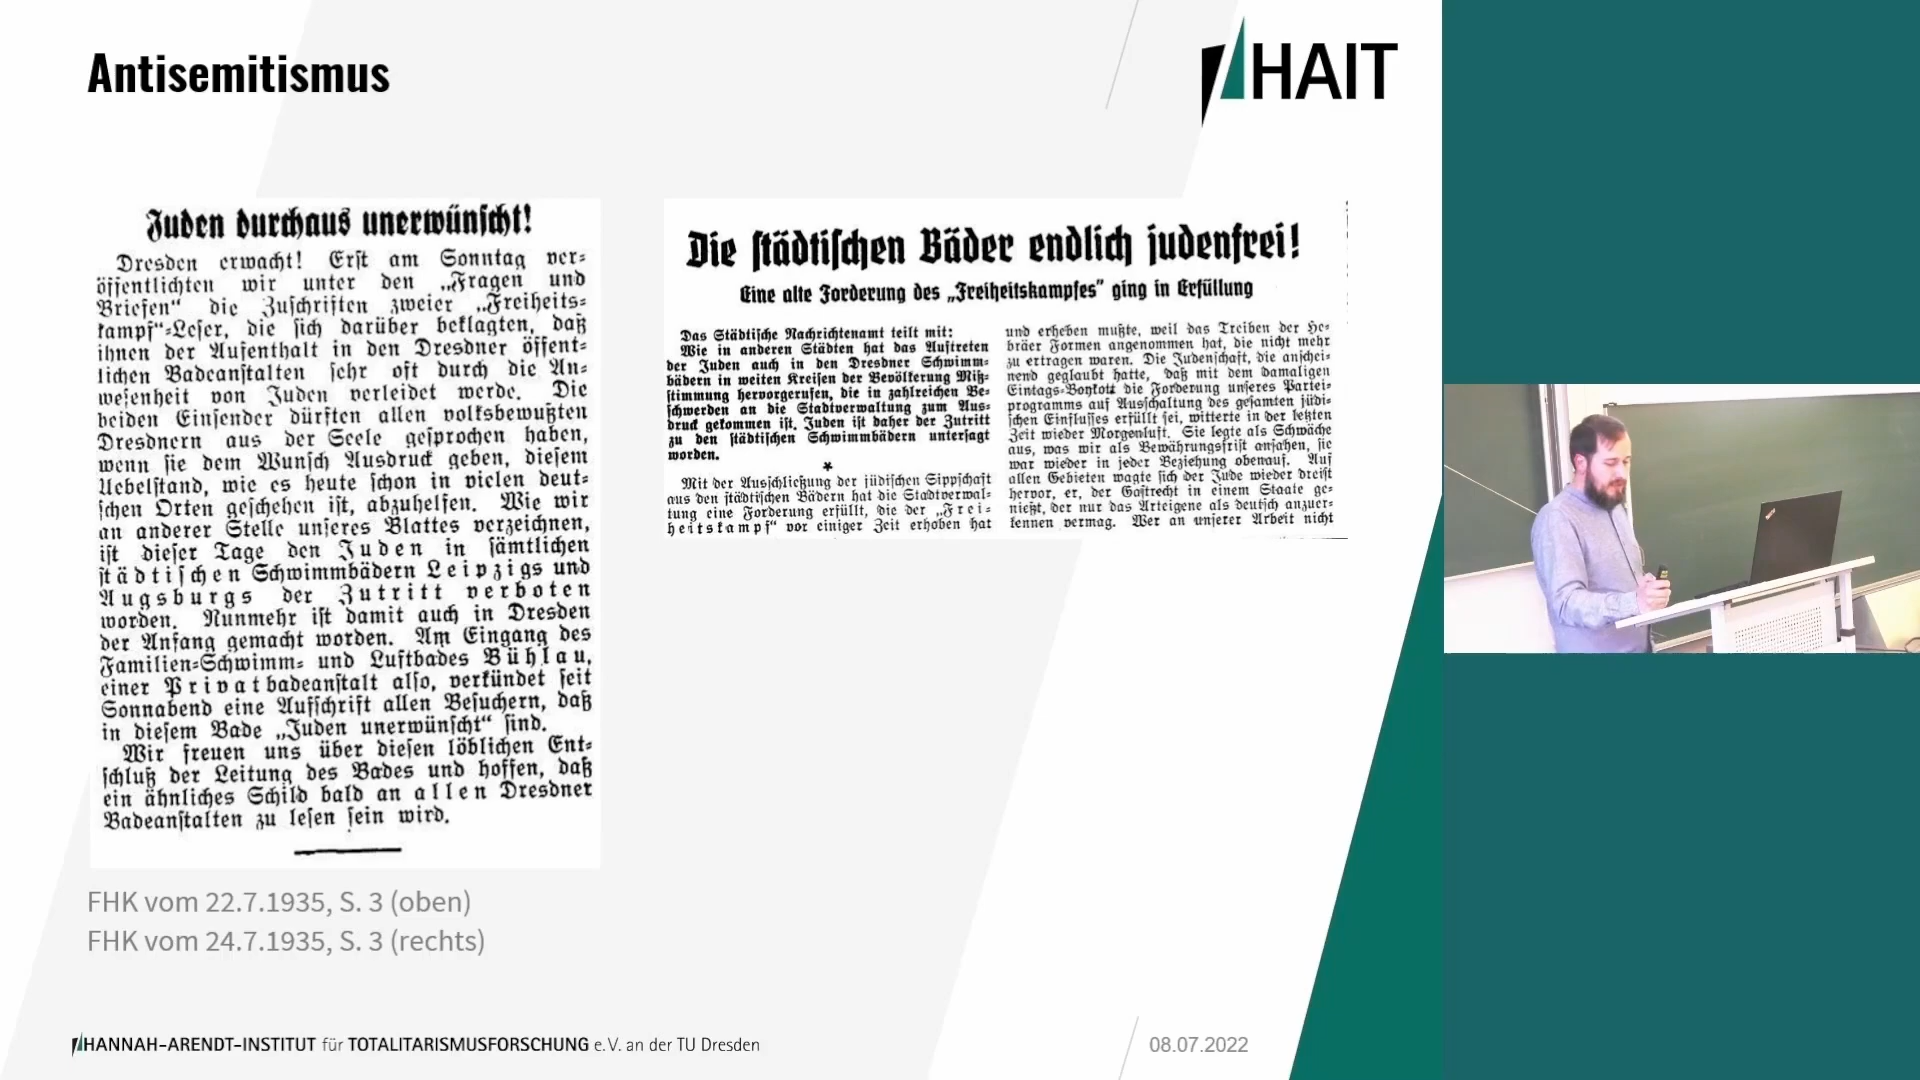 Antisemitismus
HAIT
Juden durchaus unerwünscht!
Dresden erwacht! Erst am Sonntag ver-
öffentlichten wir unter den „Fragen und
Briefen“ die Zuschriften zweier „Freiheits-
kampf“-Leser, die sich darüber beklagten, daß
ihnen der Aufenthalt in den Dresdner öffent-
lichen Badeanstalten sehr oft durch die An-
wesenheit von Juden verleidet werde. Die
beiden Einsender dürften allen volksbewußten
Dresdnern aus der Seele gesprochen haben,
wenn sie dem Wunsch Ausdruck geben, diesem
Uebelstand, wie es heute schon in vielen deut-
schen Orten geschehen ist, abzuhelfen. Wie wir
an anderer Stelle unseres Blattes verzeichnen,
ist dieser Tage den Juden in sämtlichen
städtischen Schwimmbädern Leipzigs und
Augsburgs der Zutritt verboten
worden. Nunmehr ist damit auch in Dresden
der Anfang gemacht worden. Am Eingang des
Familien-Schwimm- und Luftbades Bühlau,
einer Privatbadeanstalt also, verkündet seit
Sonnabend eine Aufschrift allen Besuchern, daß
in diesem Bade „Juden unerwünscht“ sind.
Wir freuen uns über diesen löblichen Ent-
schluß der Leitung des Bades und hoffen, daß
ein ähnliches Schild bald an allen Dresdner
Badeanstalten zu lesen sein wird.
Die städtischen Bäder endlich judenfrei!
Eine alte Forderung des „Freiheitskampfes“ ging in Erfüllung
Das Städtische Nachrichtenamt teilt mit:
Wie in anderen Städten hat das Auftreten
der Juden auch in den Dresdner Schwimm-
bädern in weiten Kreisen der Bevölkerung Miß-
stimmung hervorgerufen, die in zahlreichen Be-
schwerden an die Stadtverwaltung zum Aus-
druck gekommen ist. Juden ist daher der Zutritt
zu den städtischen Schwimmbädern untersagt
worden.
*
Mit der Ausschließung der jüdischen Sippschaft
aus den städtischen Bädern hat die Stadtverwal-
tung eine Forderung erfüllt, die der „Frei-
heitskampf“ vor einiger Zeit erhoben hat
und erheben mußte, weil das Treiben der He-
bräer Formen angenommen hat, die nicht mehr
zu ertragen waren. Die Judenschaft, die anschei-
nend geglaubt hatte, daß mit dem damaligen
Eintags-Boykott die Forderung unseres Partei-
programms auf Ausschaltung des gesamten jüdi-
schen Einflusses erfüllt sei, witterte in der letzten
Zeit wieder Morgenluft. Sie legte als Schwäche
aus, was wir als Bewährungsfrist ansahen, sie
war wieder in jeder Beziehung obenauf. Auf
allen Gebieten wagte sich der Jude wieder dreist
hervor, er, der Gastrecht in einem Staate ge-
nießt, der nur das Arteigene als deutsch anzuer-
kennen vermag. Wer an unserer Arbeit nicht
FHK vom 22.7.1935, S. 3 (oben)
FHK vom 24.7.1935, S. 3 (rechts)
HANNAH-ARENDT-INSTITUT für TOTALITARISMUSFORSCHUNG e.V. an der TU Dresden
08.07.2022